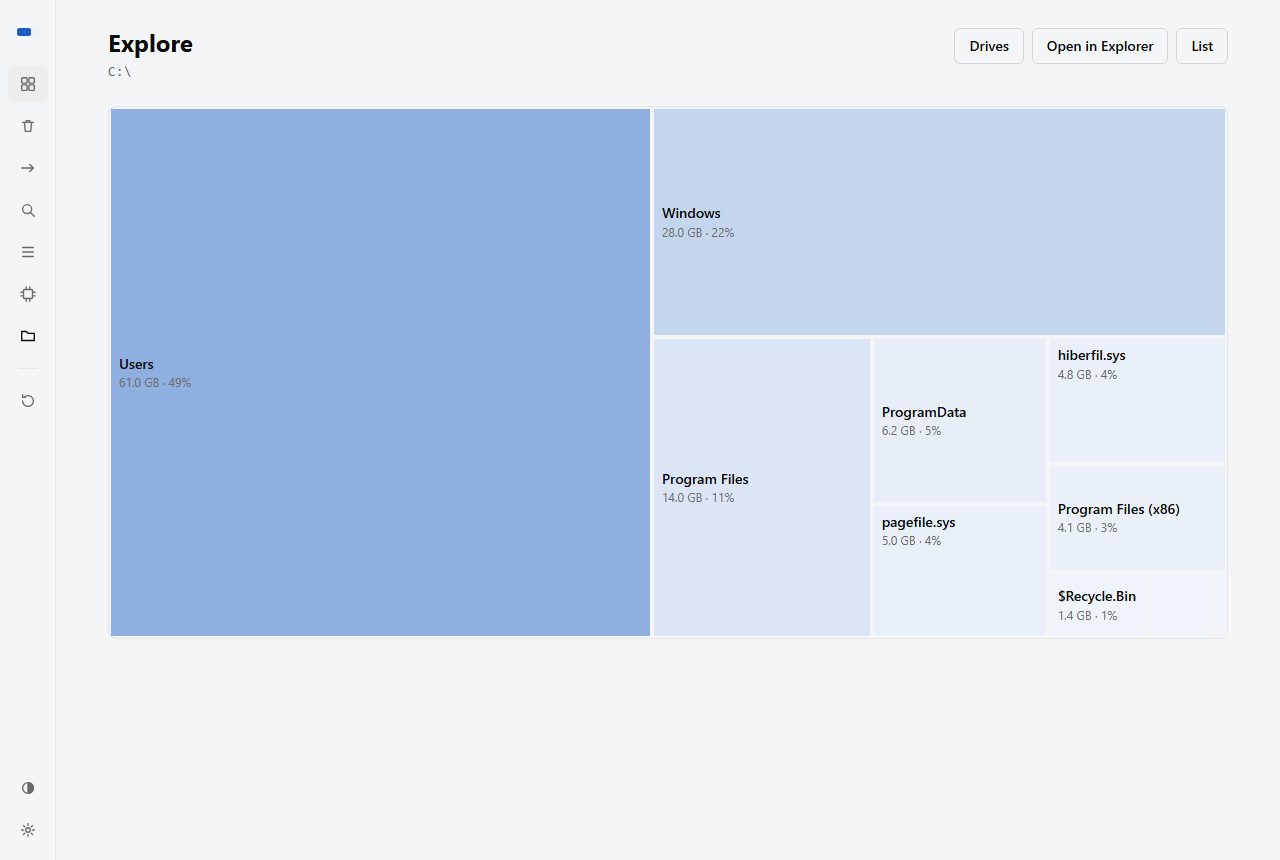 Explore
C:\
Drives
Open in Explorer
List
Users
61.0 GB · 49%
Windows
28.0 GB · 22%
Program Files
14.0 GB · 11%
ProgramData
6.2 GB · 5%
pagefile.sys
5.0 GB · 4%
hiberfil.sys
4.8 GB · 4%
Program Files (x86)
4.1 GB · 3%
$Recycle.Bin
1.4 GB · 1%